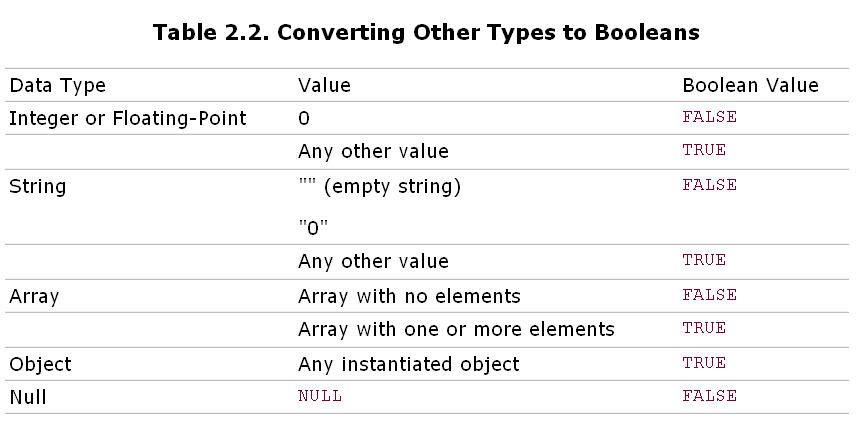 Table 2.2. Converting Other Types to Booleans
Data Type Value Boolean Value
Integer or Floating-Point 0 FALSE
Any other value TRUE
String "" (empty string) FALSE
"0"
Any other value TRUE
Array Array with no elements FALSE
Array with one or more elements TRUE
Object Any instantiated object TRUE
Null NULL FALSE